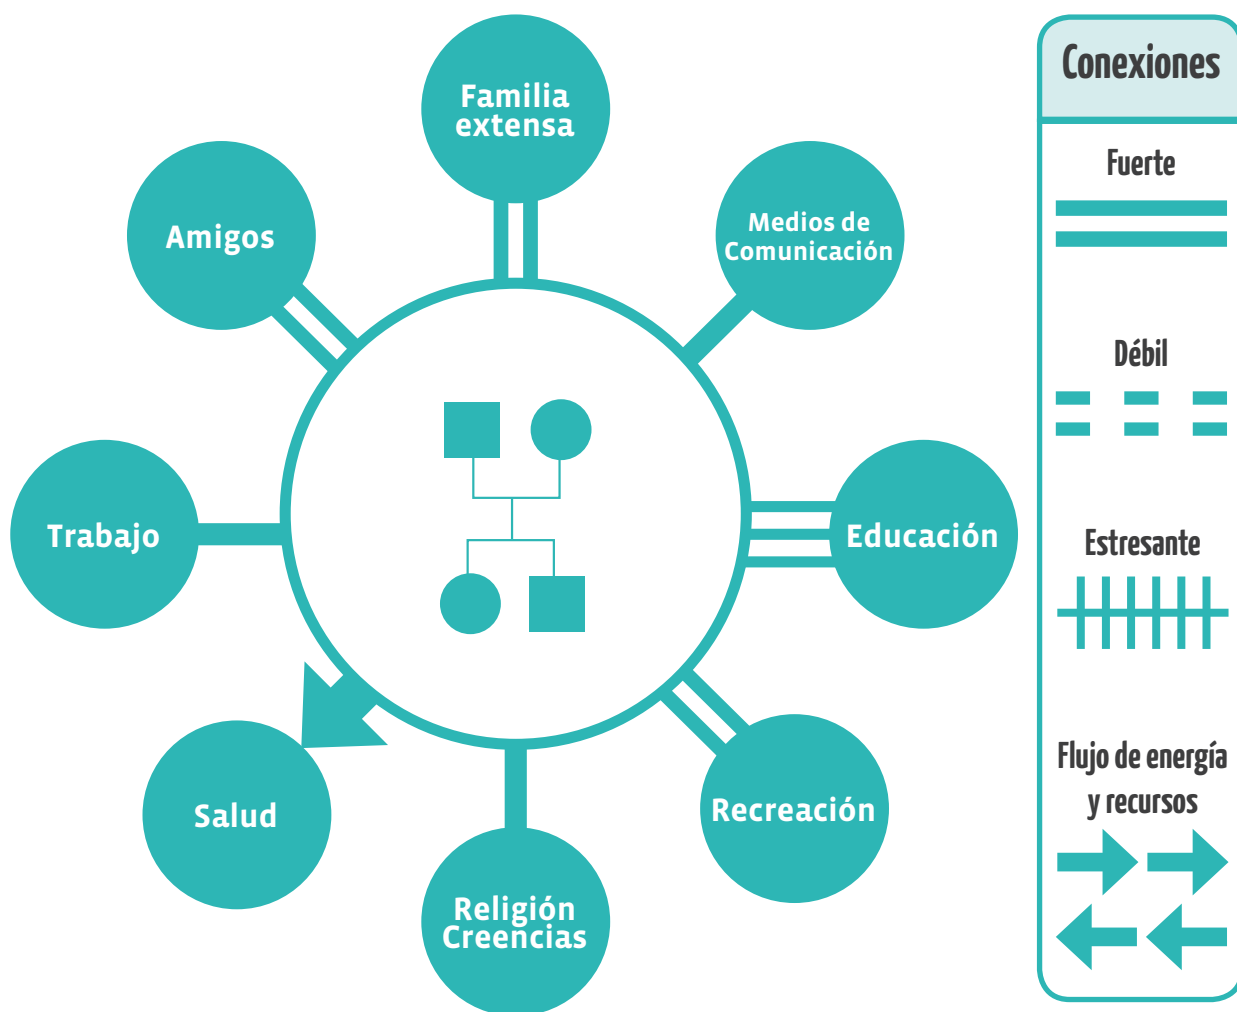 Familia
extensa
Amigos
Medios de
Comunicación
Trabajo
Educación
Salud
Recreación
Religión
Creencias
Conexiones
Fuerte
Débil
Estresante
Flujo de energía
y recursos